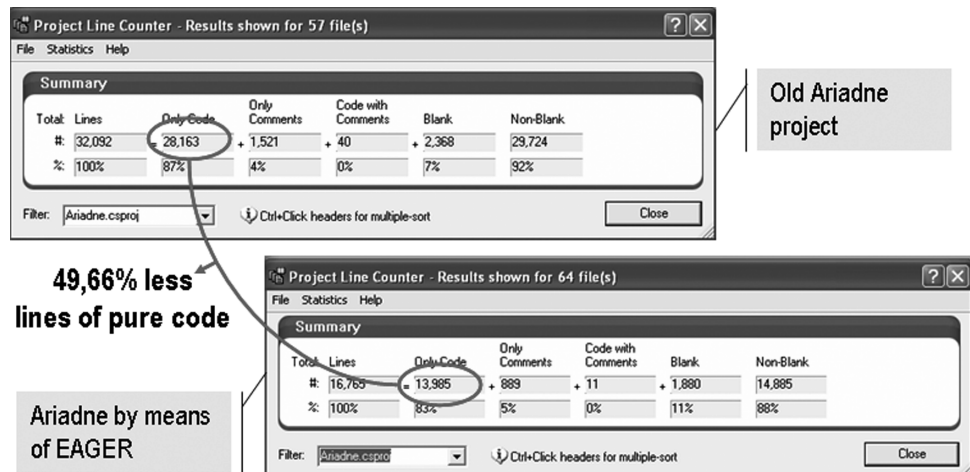 Project Line Counter - Results shown for 57 file(s)
File Statistics Help
Summary
Total: Lines Only Code Only Comments Code with Comments Blank Non-Blank
#: 32,092 = 28,163 + 1,521 + 40 + 2,368 29,724
%: 100% 87% 4% 0% 7% 92%
Filter: Ariadne.csproj Ctrl+Click headers for multiple-sort Close
Old Ariadne
project
49,66% less
lines of pure code
Project Line Counter - Results shown for 64 file(s)
File Statistics Help
Summary
Total: Lines Only Code Only Comments Code with Comments Blank Non-Blank
#: 16,765 = 13,985 + 889 + 11 + 1,880 14,885
%: 100% 83% 5% 0% 11% 88%
Filter: Ariadne.csproj Ctrl+Click headers for multiple-sort Close
Ariadne by means
of EAGER